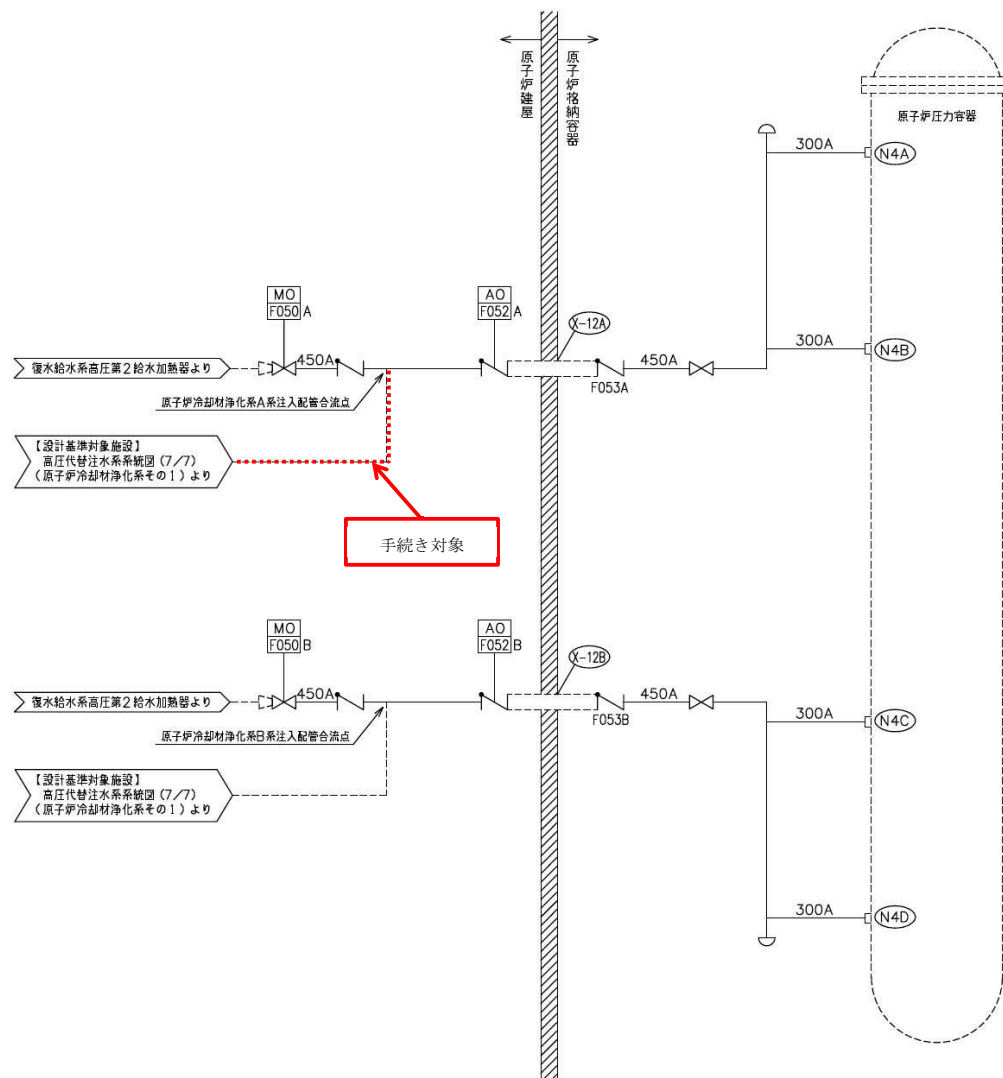 原子炉建屋
原子炉格納容器
原子炉圧力容器
300A
N4A
MO
F050 A
AO
F052 A
X-12A
300A
N4B
復水給水系高圧第2給水加熱器より
450A
450A
F053A
原子炉冷却材浄化系A系注入配管合流点
【設計基準対象施設】
高圧代替注水系系統図(7/7)
(原子炉冷却材浄化系その1)より
手続き対象
MO
F050 B
AO
F052 B
X-12B
復水給水系高圧第2給水加熱器より
450A
450A
F053B
300A
N4C
原子炉冷却材浄化系B系注入配管合流点
【設計基準対象施設】
高圧代替注水系系統図(7/7)
(原子炉冷却材浄化系その1)より
300A
N4D